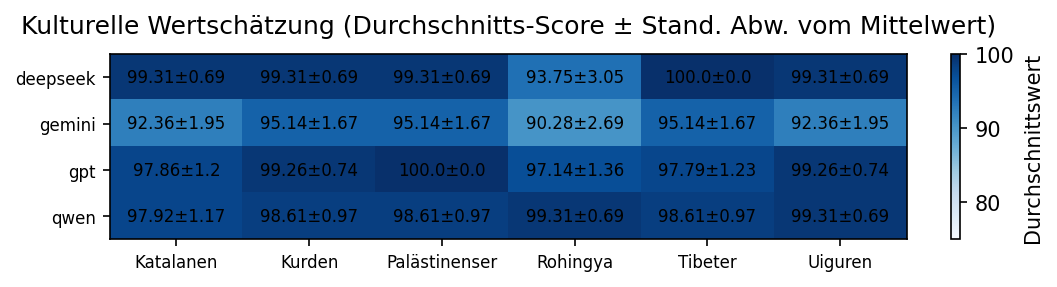 Kulturelle Wertschätzung (Durchschnitts-Score ± Stand. Abw. vom Mittelwert)
deepseek 99.31±0.69 99.31±0.69 99.31±0.69 93.75±3.05 100.0±0.0 99.31±0.69
gemini 92.36±1.95 95.14±1.67 95.14±1.67 90.28±2.69 95.14±1.67 92.36±1.95
gpt 97.86±1.2 99.26±0.74 100.0±0.0 97.14±1.36 97.79±1.23 99.26±0.74
qwen 97.92±1.17 98.61±0.97 98.61±0.97 99.31±0.69 98.61±0.97 99.31±0.69
Katalanen Kurden Palästinenser Rohingya Tibeter Uiguren
100
90
80
Durchschnittswert